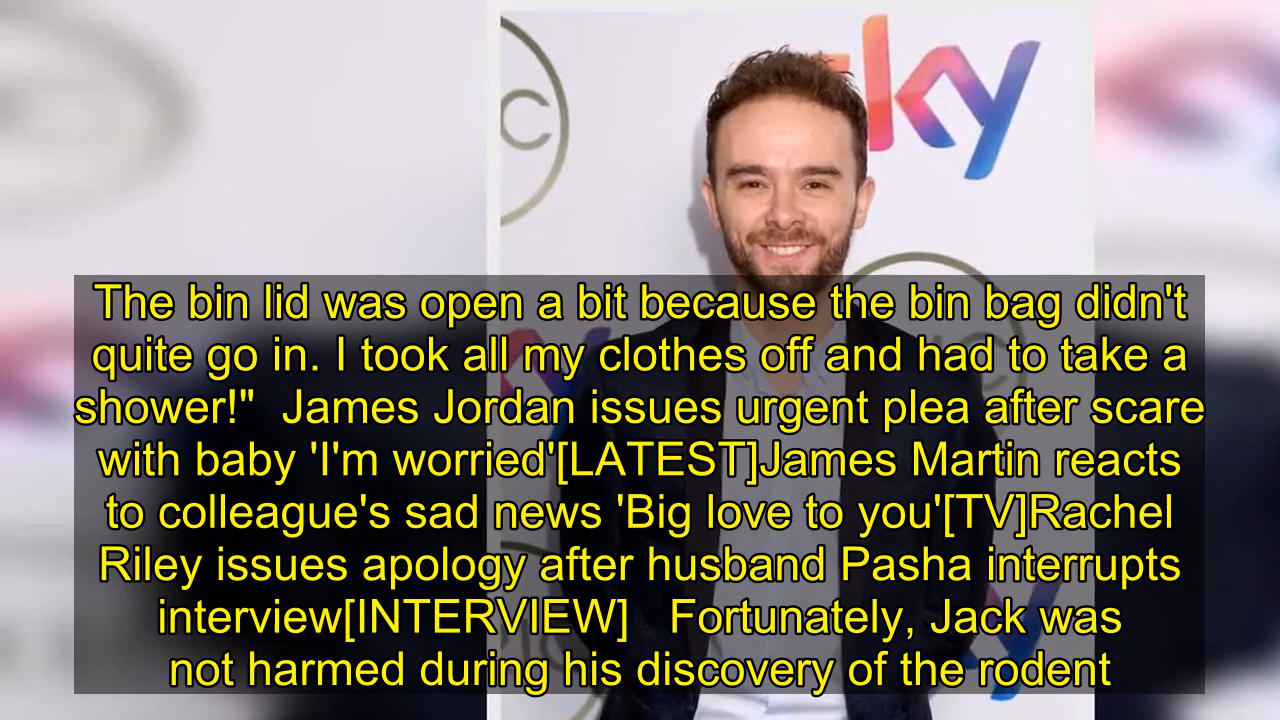 sky
C
The bin lid was open a bit because the bin bag didn't
quite go in. I took all my clothes off and had to take a
shower!"  James Jordan issues urgent plea after scare
with baby 'I'm worried'[LATEST]James Martin reacts
to colleague's sad news 'Big love to you'[TV]Rachel
Riley issues apology after husband Pasha interrupts
interview[INTERVIEW]   Fortunately, Jack was
not harmed during his discovery of the rodent